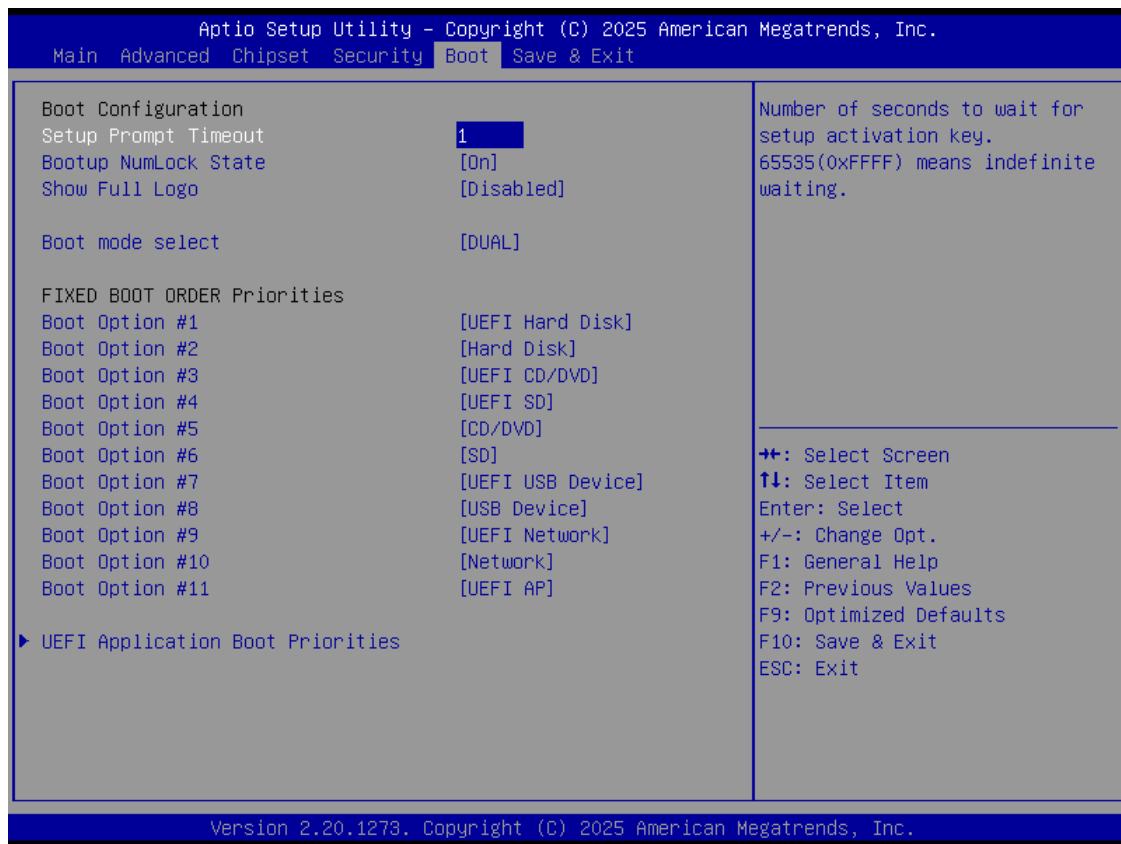 Aptio Setup Utility – Copyright (C) 2025 American Megatrends, Inc.
Main Advanced Chipset Security Boot Save & Exit
Boot Configuration
Setup Prompt Timeout 1
Bootup NumLock State [On]
Show Full Logo [Disabled]
Boot mode select [DUAL]
FIXED BOOT ORDER Priorities
Boot Option #1 [UEFI Hard Disk]
Boot Option #2 [Hard Disk]
Boot Option #3 [UEFI CD/DVD]
Boot Option #4 [UEFI SD]
Boot Option #5 [CD/DVD]
Boot Option #6 [SD]
Boot Option #7 [UEFI USB Device]
Boot Option #8 [USB Device]
Boot Option #9 [UEFI Network]
Boot Option #10 [Network]
Boot Option #11 [UEFI AP]
▶ UEFI Application Boot Priorities
Number of seconds to wait for
setup activation key.
65535(0xFFFF) means indefinite
waiting.
→←: Select Screen
↑↓: Select Item
Enter: Select
+/-: Change Opt.
F1: General Help
F2: Previous Values
F9: Optimized Defaults
F10: Save & Exit
ESC: Exit
Version 2.20.1273. Copyright (C) 2025 American Megatrends, Inc.